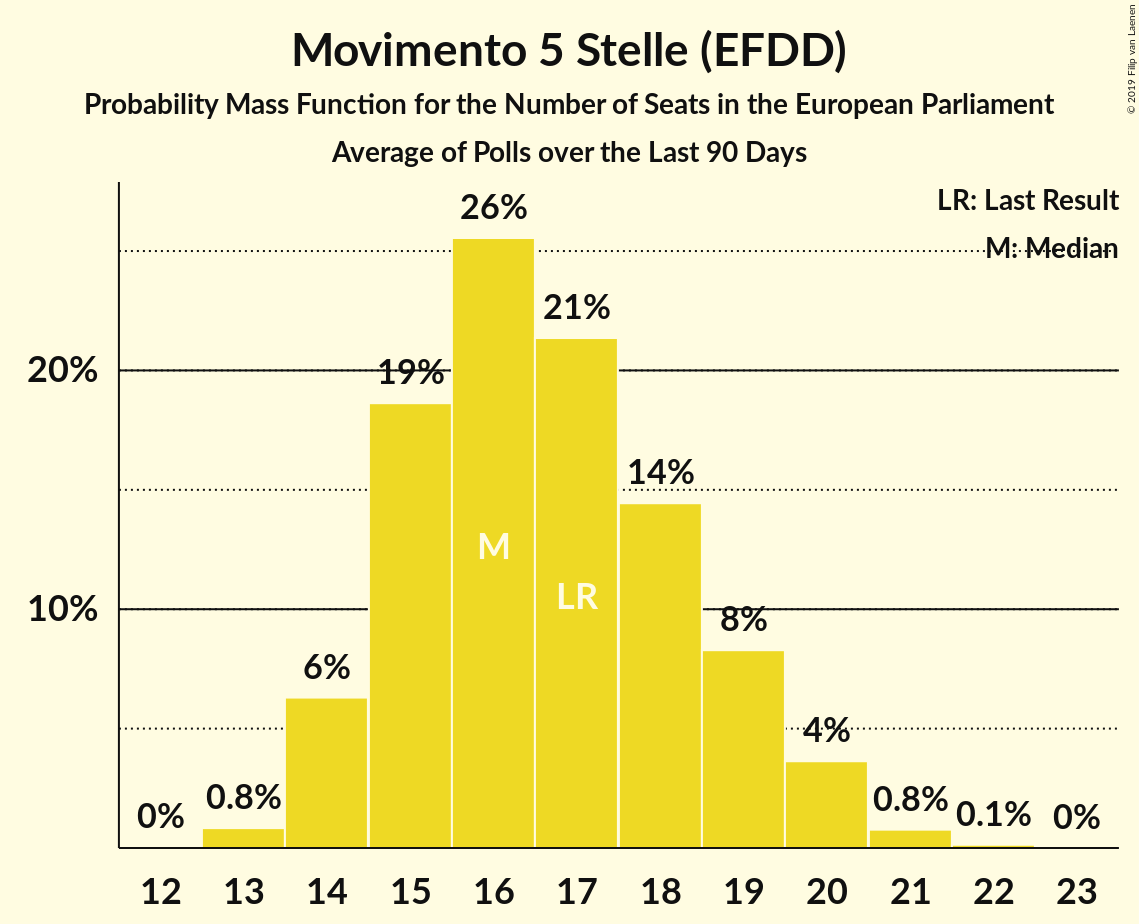 Movimento 5 Stelle (EFDD)
Probability Mass Function for the Number of Seats in the European Parliament
Average of Polls over the Last 90 Days
© 2019 Filip van Laenen
LR: Last Result
M: Median
26%
21%
20%
19%
14%
M
LR
10%
8%
6%
4%
0%
0.8%
0.8%
0.1%
0%
12 13 14 15 16 17 18 19 20 21 22 23